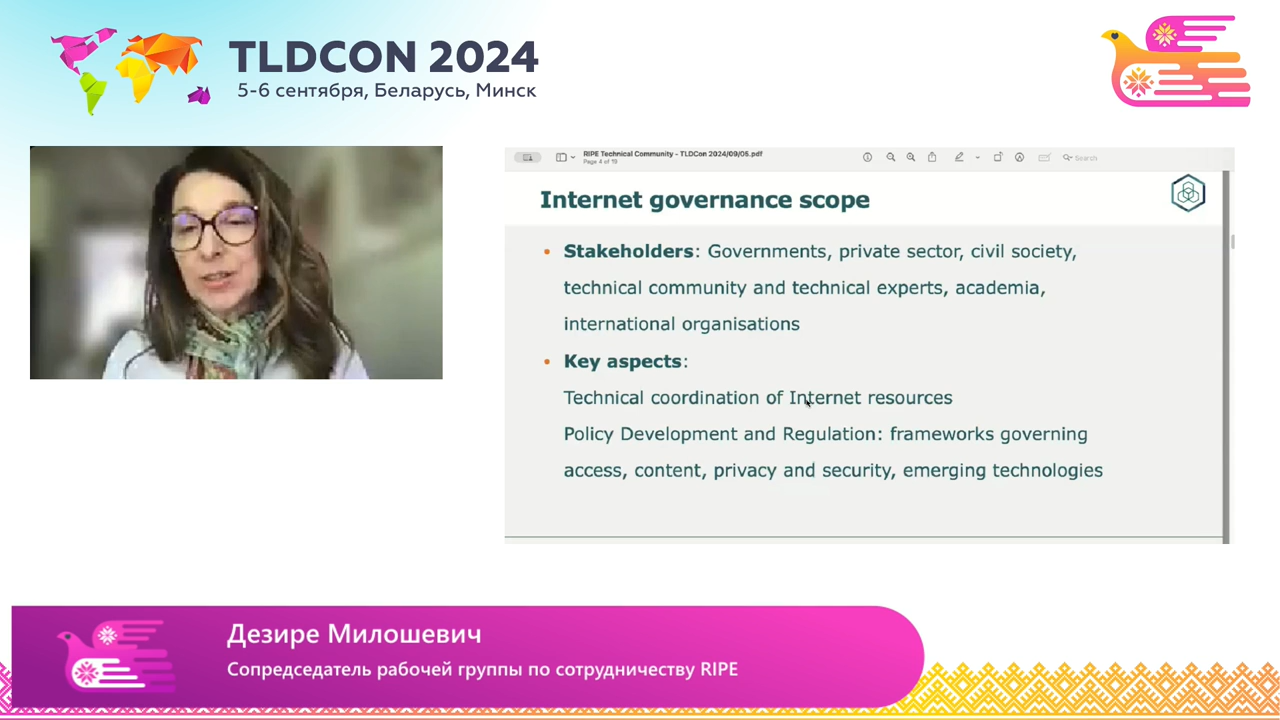 TLDCON 2024
5-6 сентября, Беларусь, Минск
RIPE Technical Community - TLDCon 2024/09/05.pdf
Page 4 of 19
Search
Internet governance scope
• Stakeholders: Governments, private sector, civil society,
technical community and technical experts, academia,
international organisations
• Key aspects:
Technical coordination of Internet resources
Policy Development and Regulation: frameworks governing
access, content, privacy and security, emerging technologies
Дезире Милошевич
Сопредседатель рабочей группы по сотрудничеству RIPE